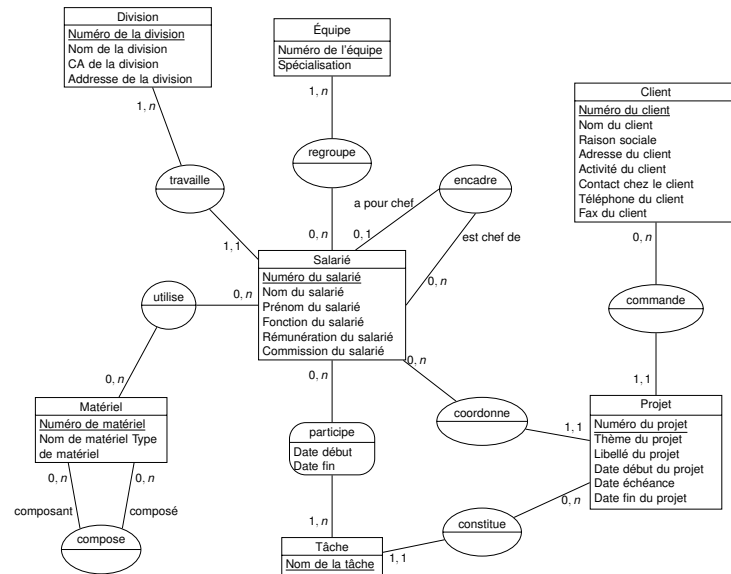 Division
Numéro de la division
Nom de la division
CA de la division
Addresse de la division
1, n
travaille
1, 1
Équipe
Numéro de l'équipe
Spécialisation
1, n
regroupe
0, n
encadre
a pour chef
0, 1
est chef de
0, n
Client
Numéro du client
Nom du client
Raison sociale
Adresse du client
Activité du client
Contact chez le client
Téléphone du client
Fax du client
0, n
commande
1, 1
Salarié
Numéro du salarié
Nom du salarié
Prénom du salarié
Fonction du salarié
Rémunération du salarié
Commission du salarié
0, n
utilise
0, n
Matériel
Numéro de matériel
Nom de matériel Type
de matériel
0, n
0, n
composant
composé
compose
0, n
participe
Date début
Date fin
1, n
Tâche
Nom de la tâche
0, n
coordonne
1, 1
Projet
Numéro du projet
Thème du projet
Libellé du projet
Date début du projet
Date échéance
Date fin du projet
0, n
constitue
1, 1